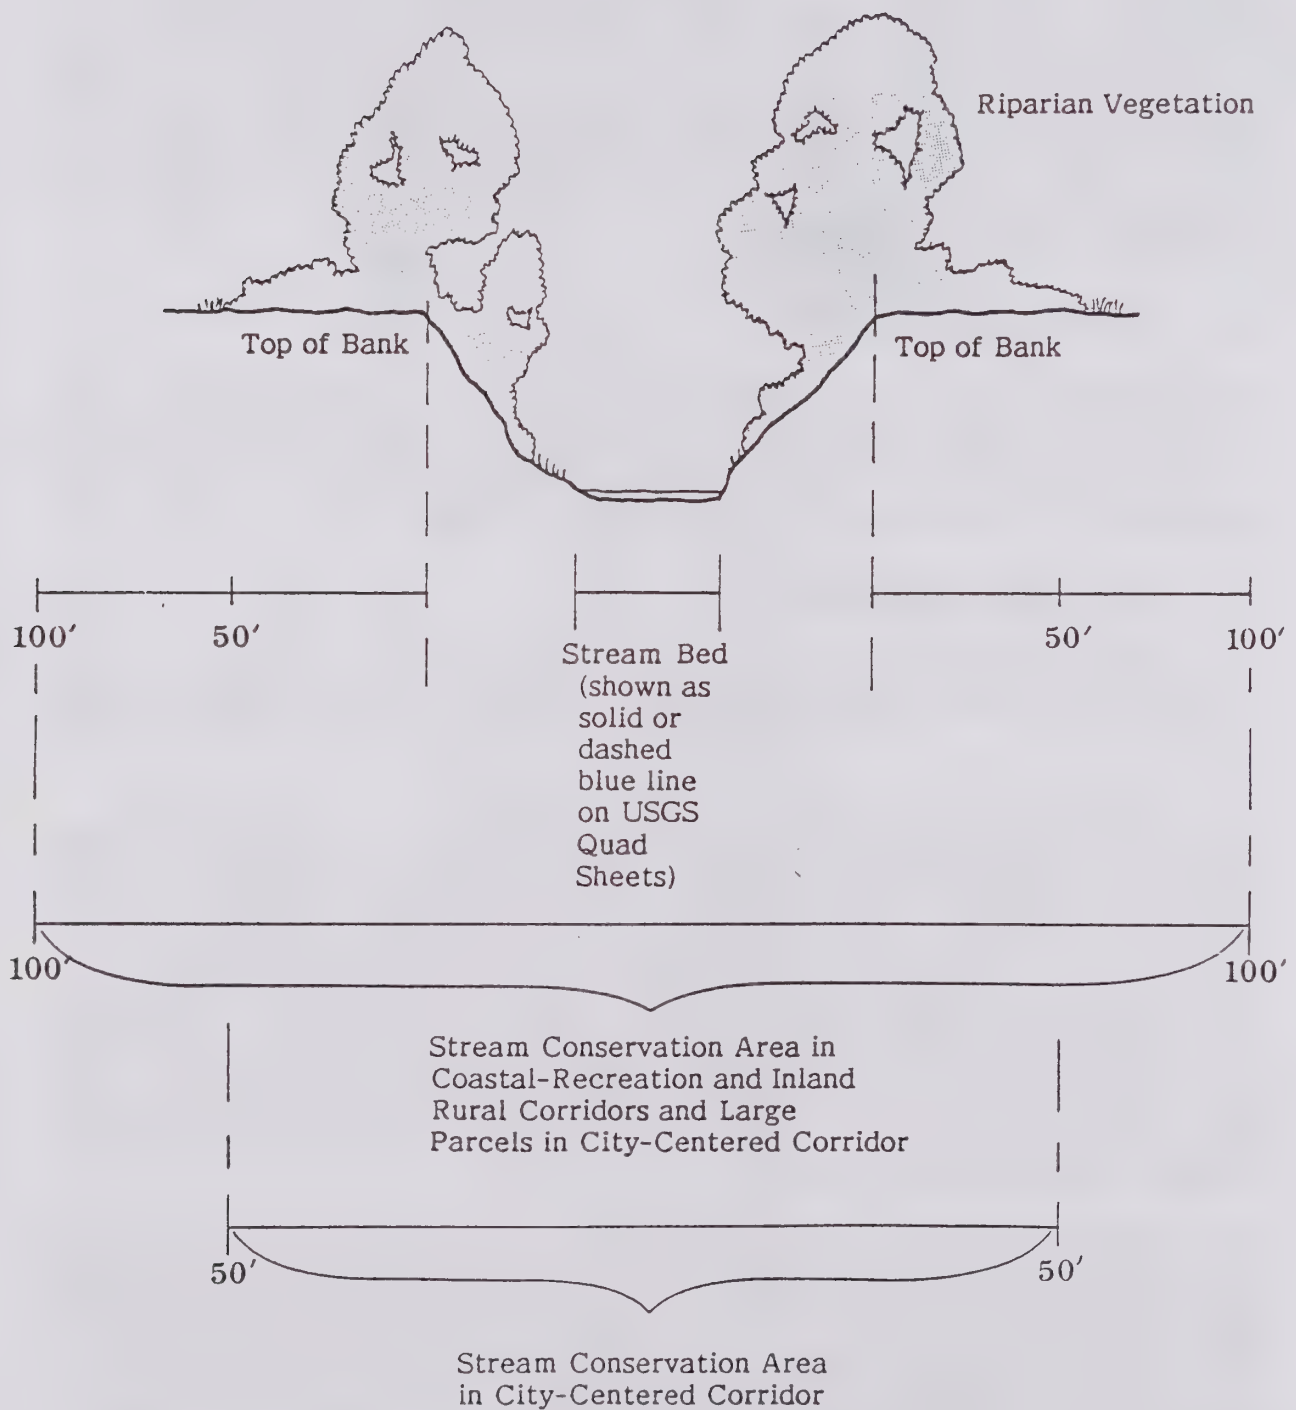 Riparian Vegetation
Top of Bank
Top of Bank
100'
50'
50'
100'
Stream Bed
(shown as
solid or
dashed
blue line
on USGS
Quad
Sheets)
100'
100'
Stream Conservation Area in
Coastal-Recreation and Inland
Rural Corridors and Large
Parcels in City-Centered Corridor
50'
50'
Stream Conservation Area
in City-Centered Corridor